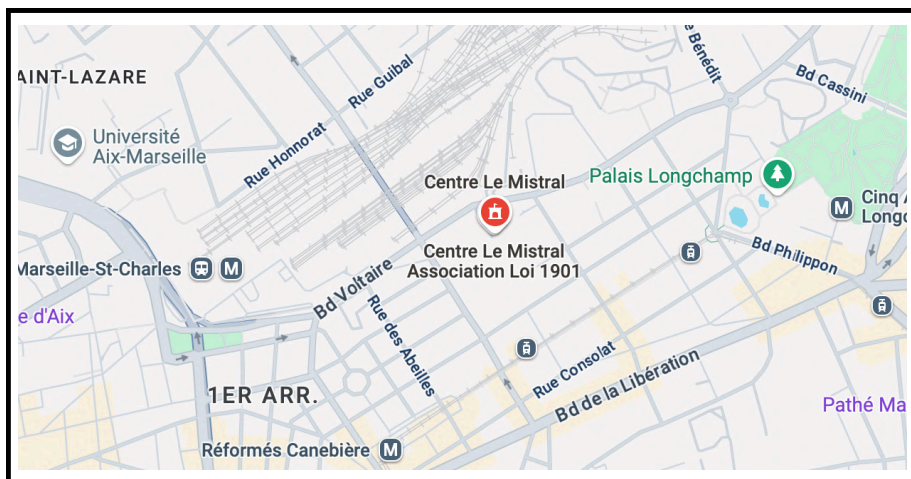 AINT-LAZARE
Université
Aix-Marseille
Rue Honnorat
Rue Guibal
e Bénédit
Bd Cassini
Centre Le Mistral
Palais Longchamp
M
Cinq A
Longc
Centre Le Mistral
Association Loi 1901
Marseille-St-Charles
M
Bd Voltaire
Bd Philippon
e d'Aix
Rue des Abeilles
Rue Consolat
Bd de la Libération
1ER ARR.
Pathé Ma
Réformés Canebière
M